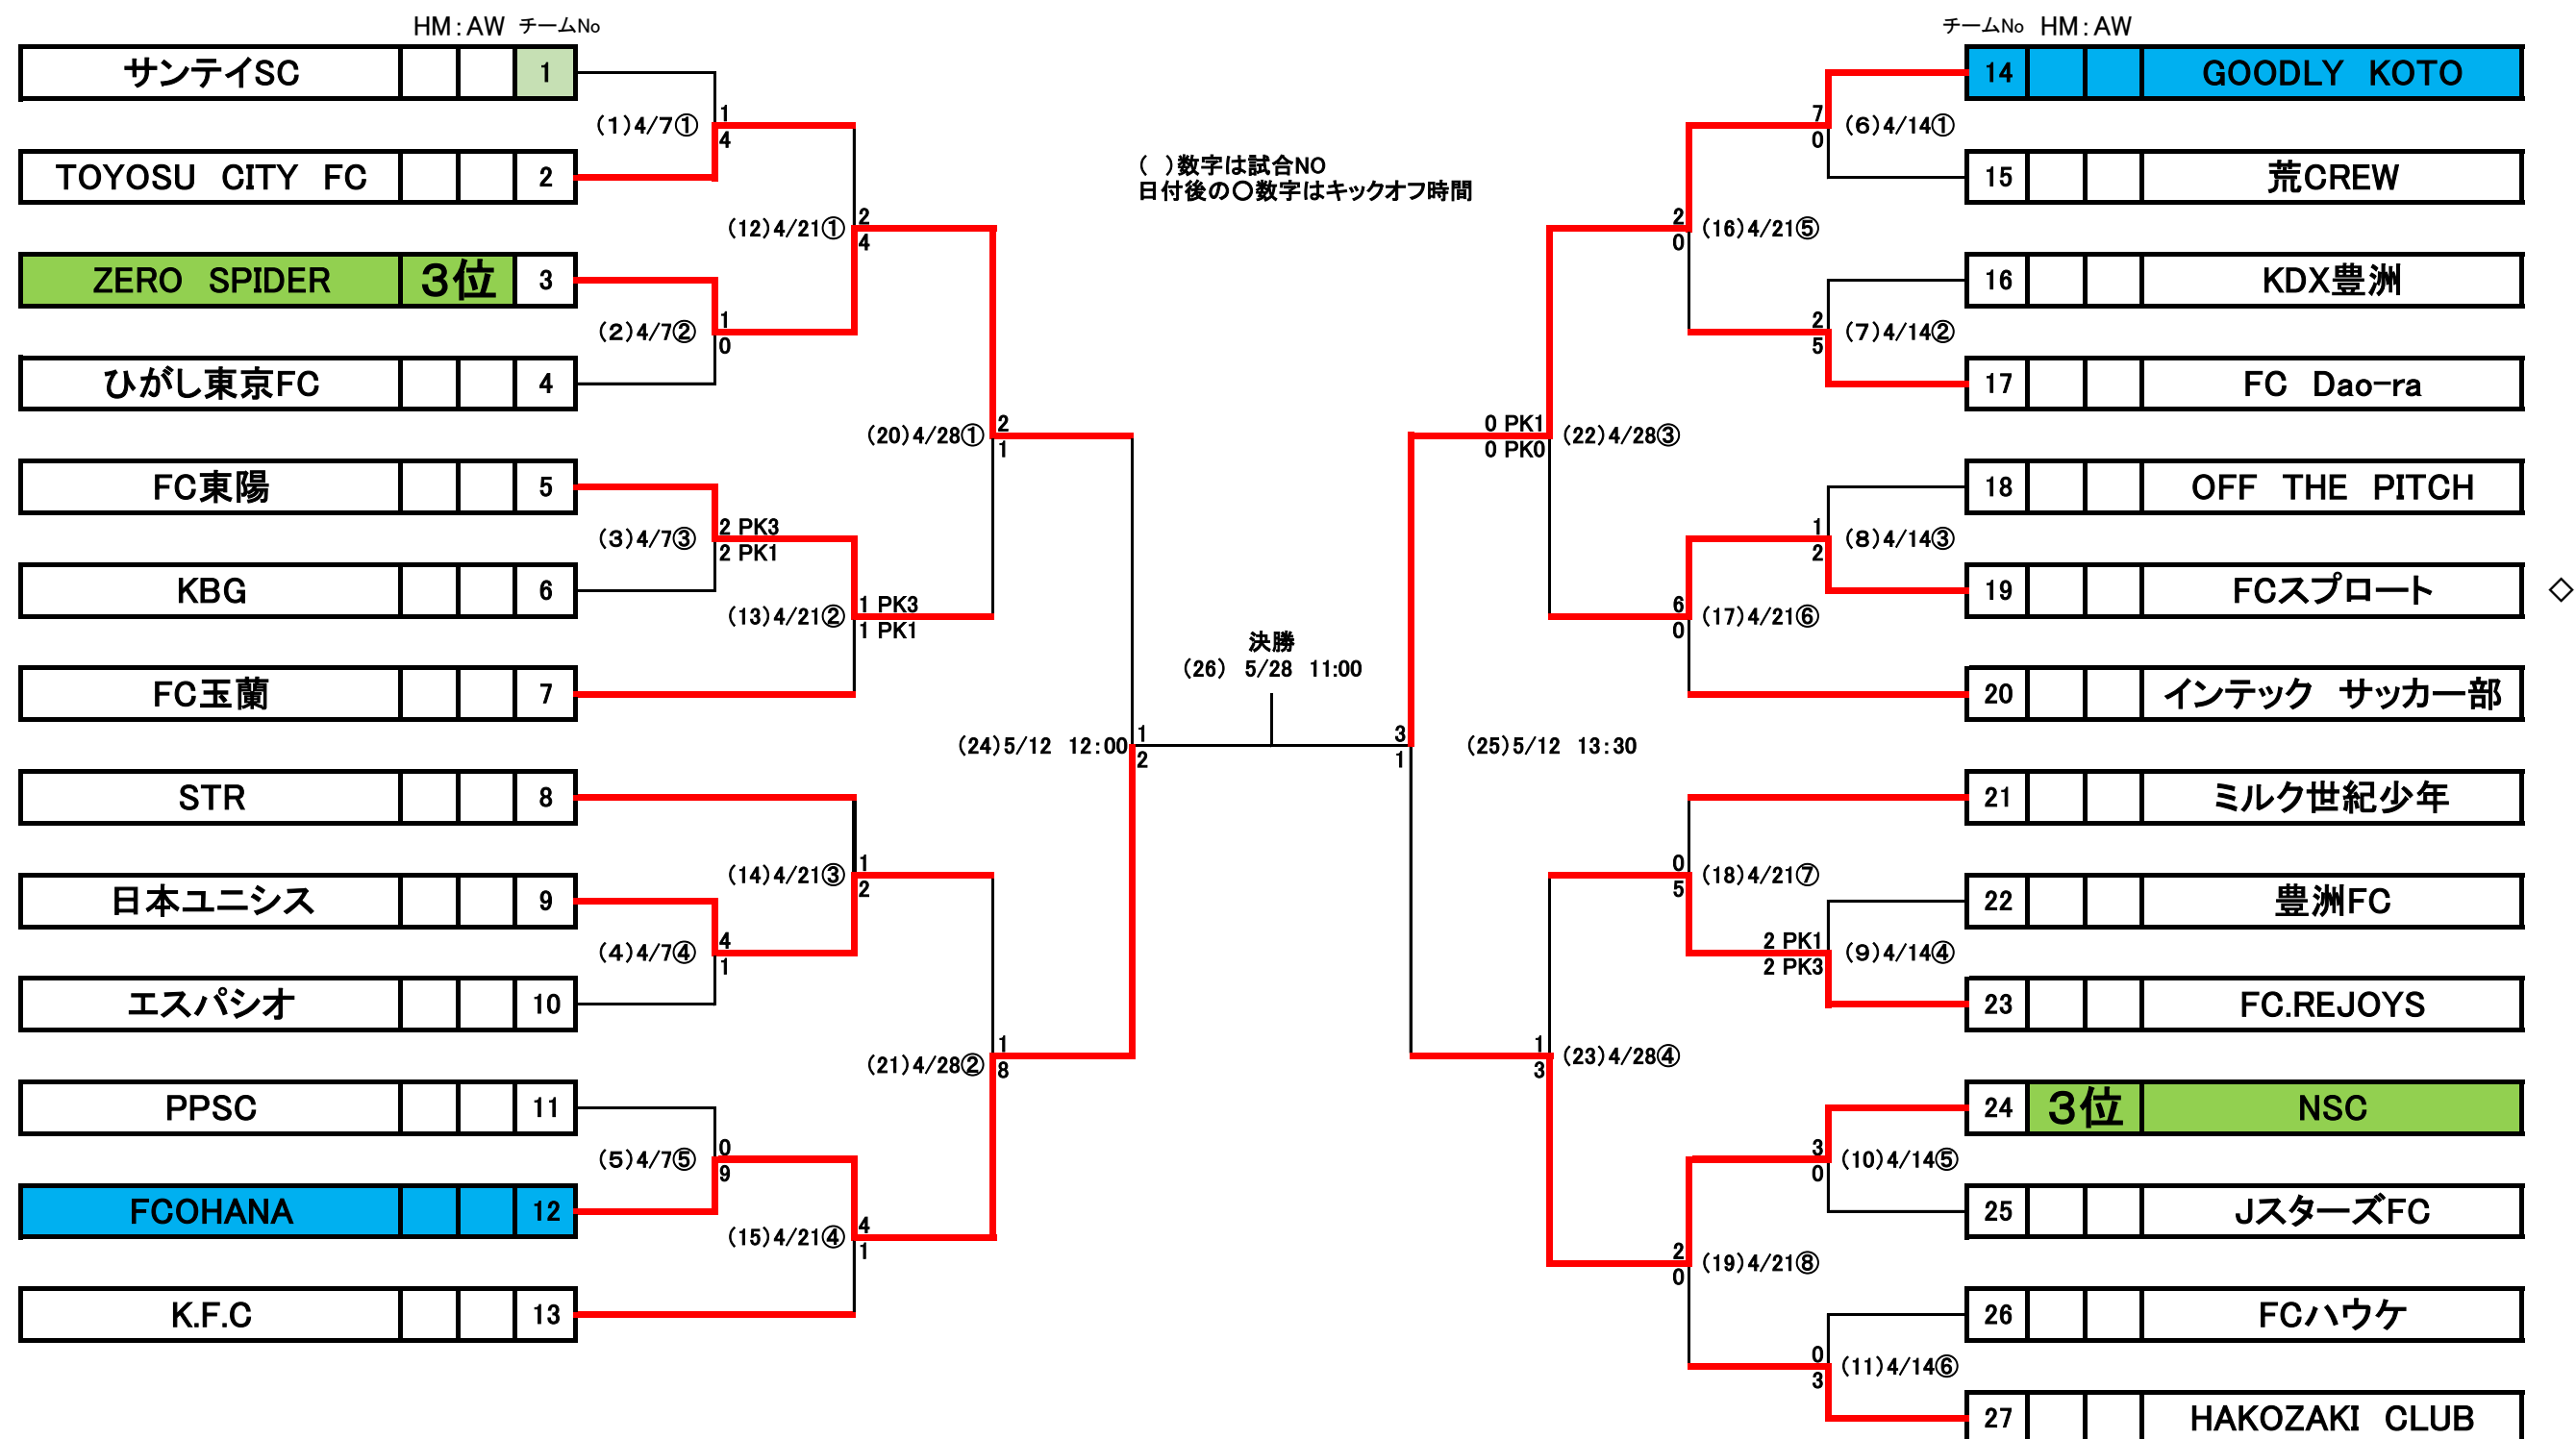 HM：AW チームNo
サンテイSC 1
(1)4/7① 1
4
TOYOSU CITY FC 2
(12)4/21① 2
4
ZERO SPIDER 3位 3
(2)4/7② 1
0
ひがし東京FC 4
(20)4/28① 2
1
FC東陽 5
(3)4/7③ 2 PK3
2 PK1
KBG 6
(13)4/21② 1 PK3
1 PK1
FC玉蘭 7
(24)5/12 12：00 1
2
STR 8
(14)4/21③ 1
2
日本ユニシス 9
(4)4/7④ 4
1
エスパシオ 10
(21)4/28② 1
8
PPSC 11
(5)4/7⑤ 0
9
FCOHANA 12
(15)4/21④ 4
1
K.F.C 13
( )数字は試合NO
日付後の〇数字はキックオフ時間
決勝
(26) 5/28 11:00
チームNo HM：AW
14 GOODLY KOTO
7 (6)4/14①
0
15 荒CREW
2 (16)4/21⑤
0
16 KDX豊洲
2 (7)4/14②
5
17 FC Dao-ra
0 PK1 (22)4/28③
0 PK0
18 OFF THE PITCH
1 (8)4/14③
2
19 FCスプロート ◇
6 (17)4/21⑥
0
20 インテック サッカー部
3 (25)5/12 13：30
1
21 ミルク世紀少年
0 (18)4/21⑦
5
22 豊洲FC
2 PK1 (9)4/14④
2 PK3
23 FC.REJOYS
1 (23)4/28④
3
24 3位 NSC
3 (10)4/14⑤
0
25 JスターズFC
2 (19)4/21⑧
0
26 FCハウケ
0 (11)4/14⑥
3
27 HAKOZAKI CLUB